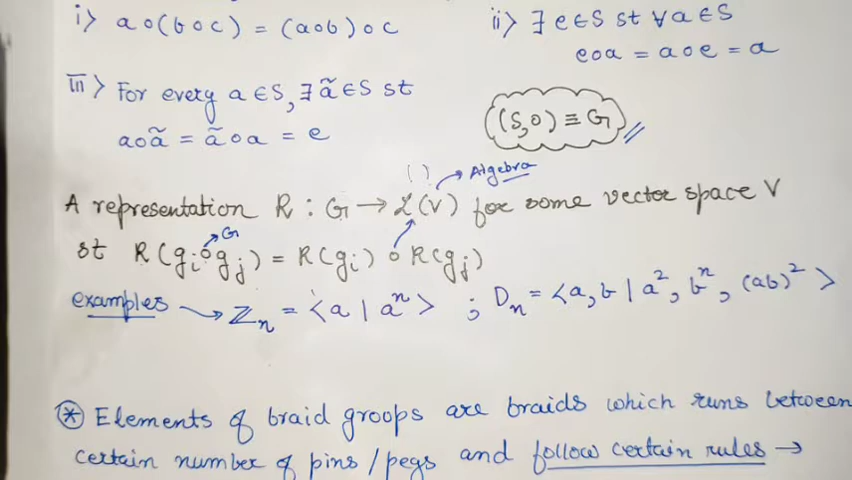 i> a∘(b∘c) = (a∘b)∘c
ii> ∃ e∈S st ∀a∈S
e∘a = a∘e = a
iii> For every a∈S, ∃ ã∈S st
a∘ã = ã∘a = e
(S,∘) ≡ G
( ) → Algebra
A representation R : G → L(V) for some vector space V
G
st R(gᵢ∘gⱼ) = R(gᵢ) ∘ R(gⱼ)
examples → ℤₙ = <a | aⁿ> ; Dₙ = <a, b | a², bⁿ, (ab)²>
⊛ Elements of braid groops are braids which runs between
certain number of pins/pegs and follow certain rules →